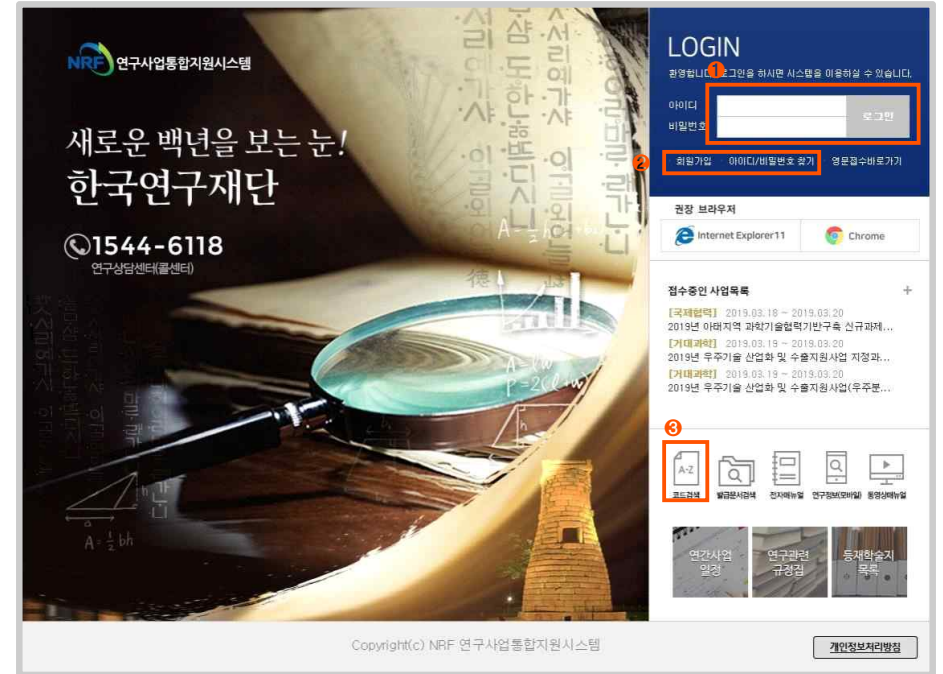 NRF 연구사업통합지원시스템
새로운 백년을 보는 눈!
한국연구재단
1544-6118
연구상담센터(콜센터)
A=½bh
A=lw
P=2(l+w)
h
A=½bh
LOGIN
환영합니다. 로그인을 하시면 시스템을 이용하실 수 있습니다.
1
아이디
비밀번호
로그인
2
회원가입 · 아이디/비밀번호 찾기 · 영문접수바로가기
권장 브라우저
Internet Explorer11
Chrome
접수중인 사업목록 +
[국제협력] 2019.03.18 ~ 2019.03.20
2019년 아태지역 과학기술협력기반구축 신규과제...
[거대과학] 2019.03.19 ~ 2019.03.20
2019년 우주기술 산업화 및 수출지원사업 지정과...
[거대과학] 2019.03.19 ~ 2019.03.20
2019년 우주기술 산업화 및 수출지원사업(우주분...
3
A-Z
코드검색
발급문서검색
전자매뉴얼
연구정보(모바일)
동영상매뉴얼
연간사업
일정
연구관련
규정집
등재학술지
목록
Copyright(c) NRF 연구사업통합지원시스템
개인정보처리방침